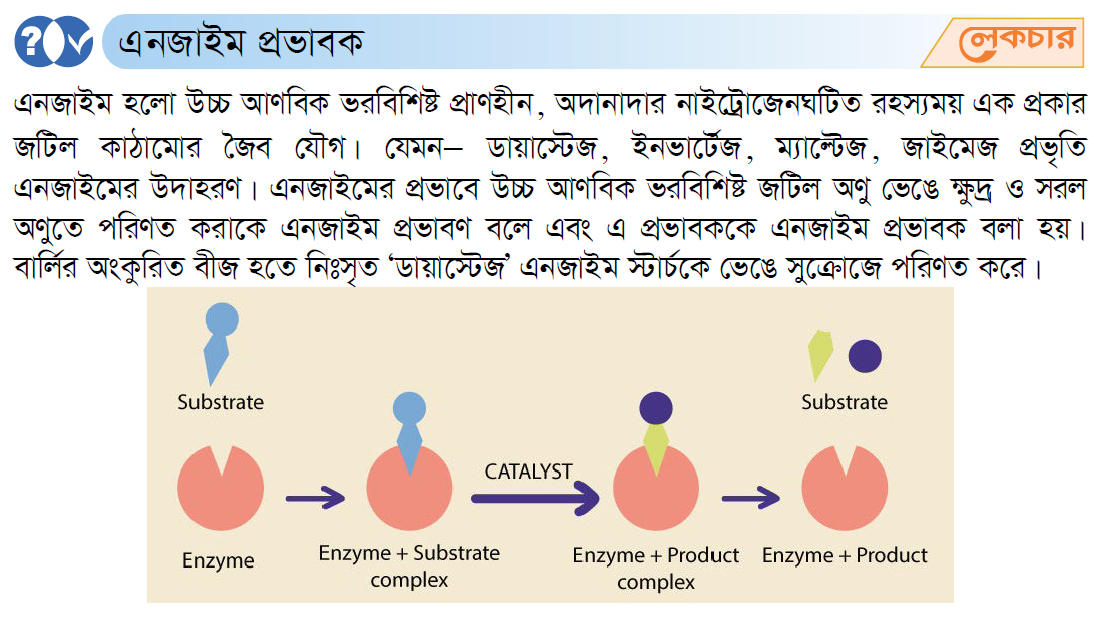 এনজাইম প্রভাবক
লেকচার
এনজাইম হলো উচ্চ আণবিক ভরবিশিষ্ট প্রাণহীন, অদানাদার নাইট্রোজেনঘটিত রহস্যময় এক প্রকার
জটিল কাঠামোর জৈব যৌগ। যেমন– ডায়াস্টেজ, ইনভার্টেজ, ম্যাল্টেজ, জাইমেজ প্রভৃতি
এনজাইমের উদাহরণ। এনজাইমের প্রভাবে উচ্চ আণবিক ভরবিশিষ্ট জটিল অণু ভেঙে ক্ষুদ্র ও সরল
অণুতে পরিণত করাকে এনজাইম প্রভাবণ বলে এবং এ প্রভাবককে এনজাইম প্রভাবক বলা হয়।
বার্লির অংকুরিত বীজ হতে নিঃসৃত ‘ডায়াস্টেজ’ এনজাইম স্টার্চকে ভেঙে সুক্রোজে পরিণত করে।
Substrate
Substrate
CATALYST
Enzyme
Enzyme + Substrate
complex
Enzyme + Product
complex
Enzyme + Product